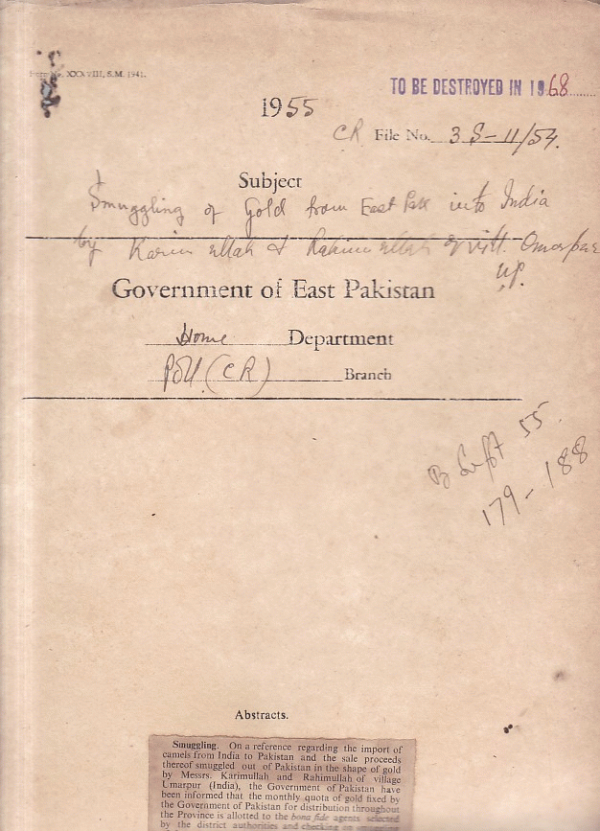 XXXVIII, S.M. 1941.
TO BE DESTROYED IN 1968
1955
C.R. File No. 3S-11/54.
Subject
Smuggling of Gold from East Pak into India
by Karim ullah & Rahim ullah of vill. Omarpur
U.P.
Government of East Pakistan
Home Department
Poll. (CR) Branch
B Sept 55.
179-188
Abstracts.
Smuggling. On a reference regarding the import of
camels from India to Pakistan and the sale proceeds
thereof smuggled out of Pakistan in the shape of gold
by Messrs. Karimullah and Rahimullah of village
Umarpur (India), the Government of Pakistan have
been informed that the monthly quota of gold fixed by
the Government of Pakistan for distribution throughout
the Province is allotted to the bona fide agents selected
by the district authorities and checking on